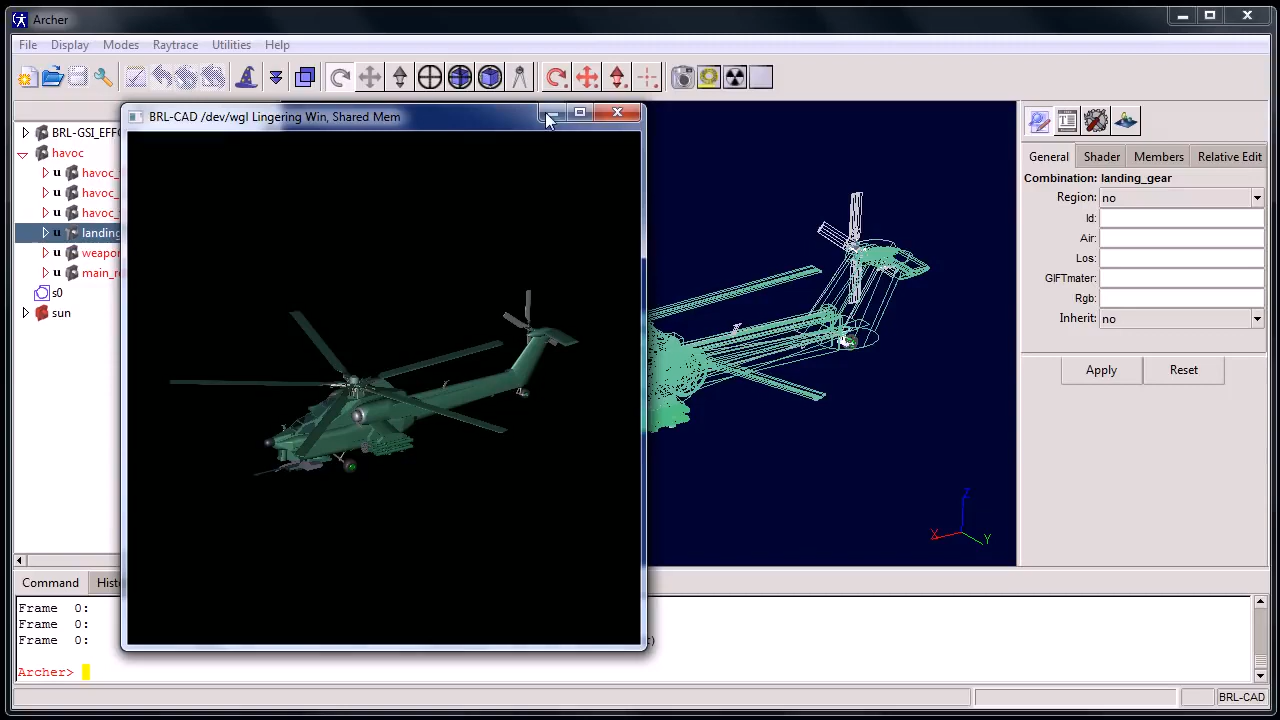 Archer
File Display Modes Raytrace Utilities Help
BRL-CAD /dev/wgl Lingering Win, Shared Mem
BRL-GSI_EFF
havoc
havoc_
havoc_
havoc_
landing
weapon
main_r
u
u
u
u
u
u
s0
sun
General Shader Members Relative Edit
Combination: landing_gear
Region: no
Id:
Air:
Los:
GIFTmater:
Rgb:
Inherit: no
Apply Reset
Z
X
Y
Command Histo
Frame 0:
Frame 0:
Frame 0:
Archer>
BRL-CAD